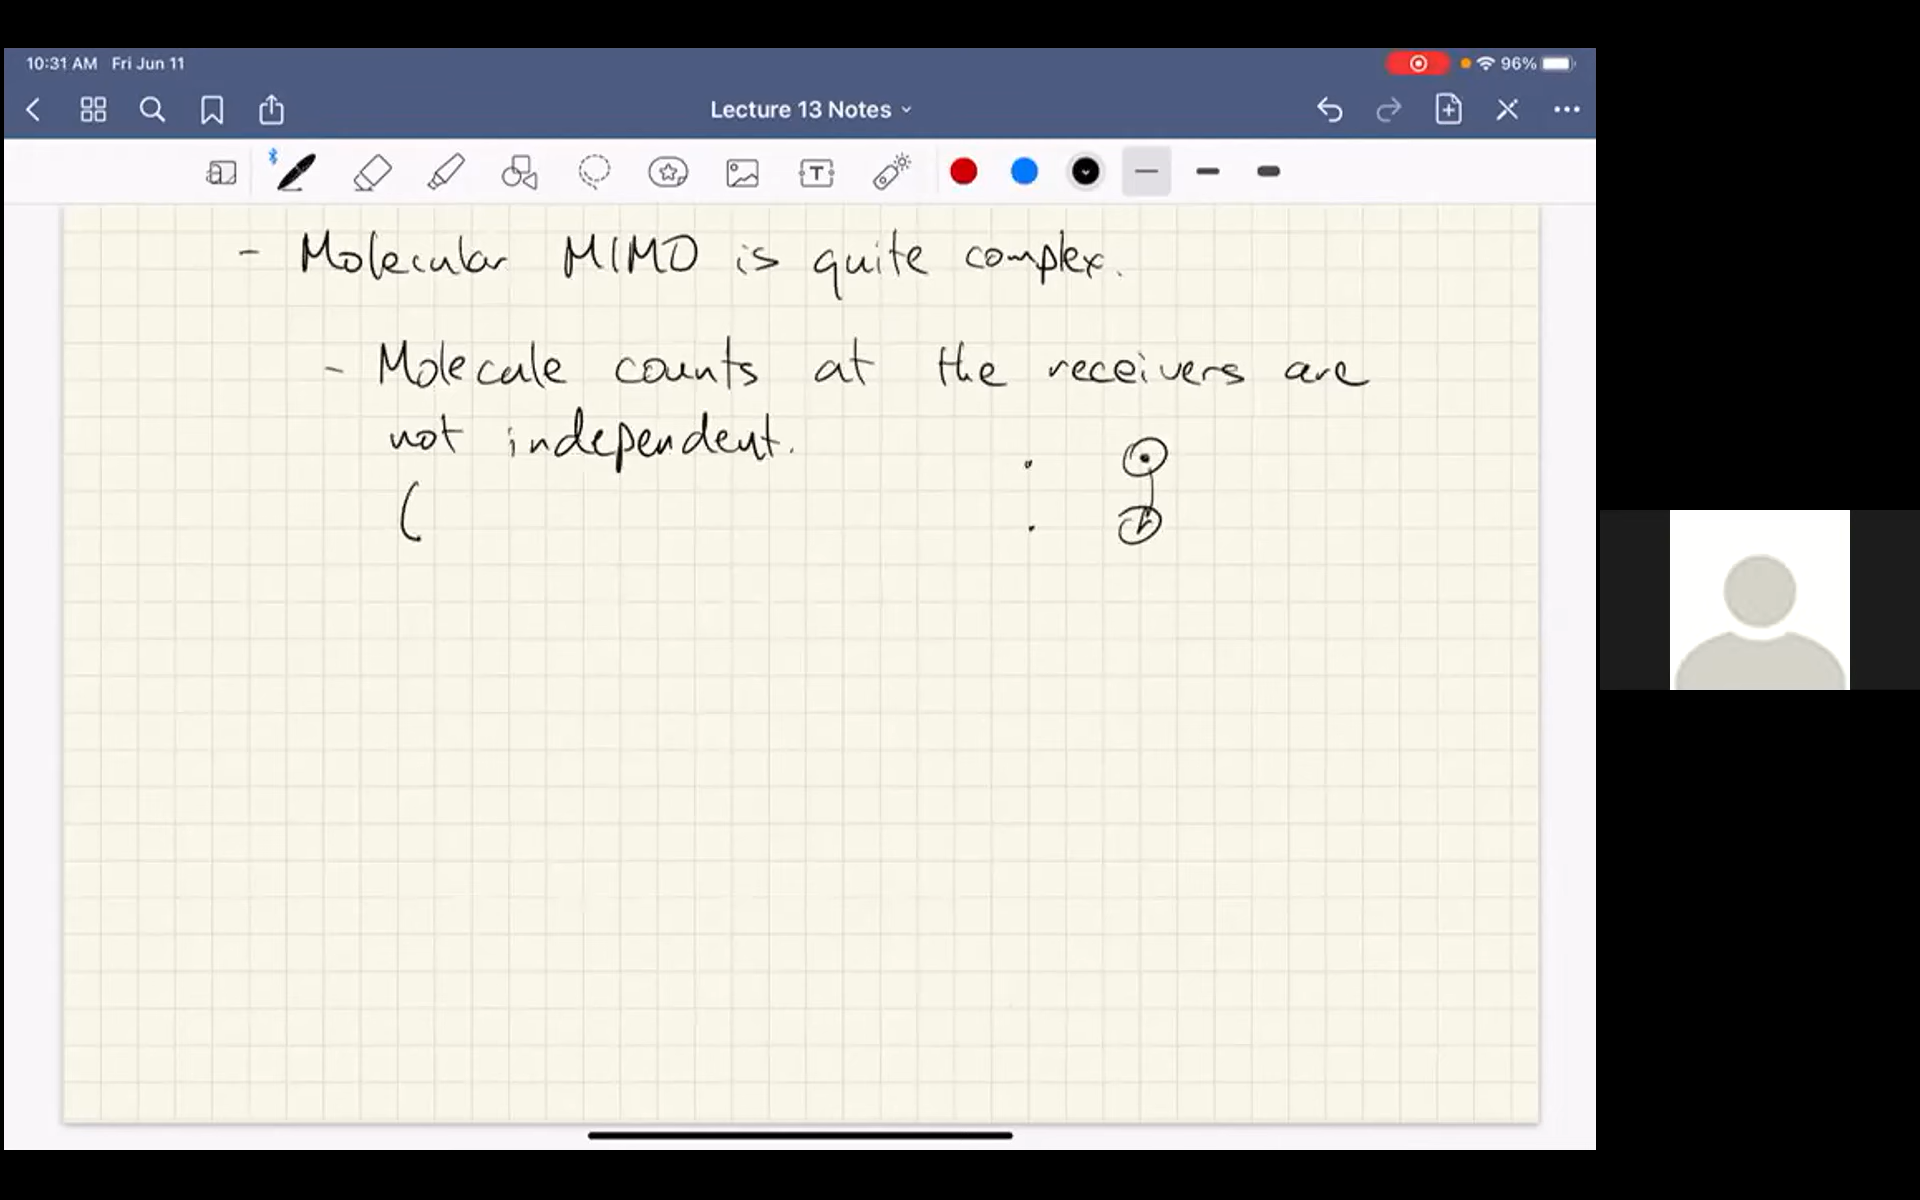 10:31 AM Fri Jun 11
96%
Lecture 13 Notes
- Molecular MIMO is quite complex.
- Molecule counts at the receivers are
not independent.
(